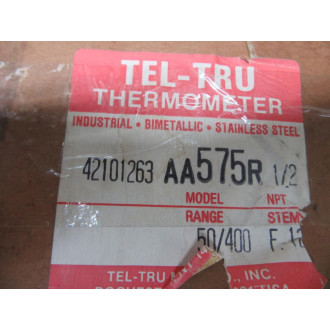 TEL-TRU
THERMOMETER
INDUSTRIAL • BIMETALLIC • STAINLESS STEEL
42101263 AA575R 1/2
MODEL NPT
RANGE STEM
50/400 F.
TEL-TRU INC.